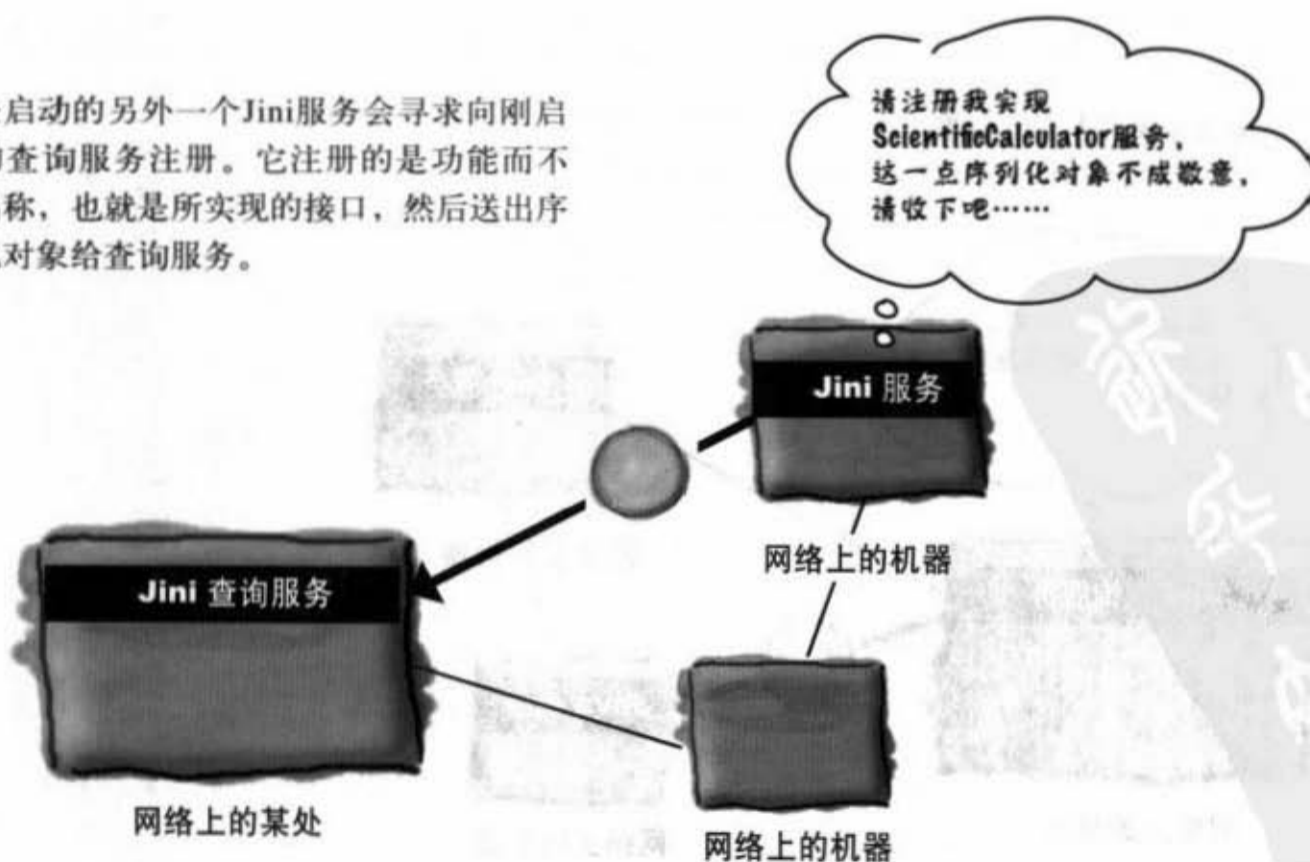 启动的另外一个Jini服务会寻求向刚启
查询服务注册。它注册的是功能而不
称，也就是所实现的接口，然后送出序
对象给查询服务。
请注册我实现
ScientificCalculator服务，
这一点序列化对象不成敬意，
请收下吧……
Jini 服务
网络上的机器
Jini 查询服务
网络上的某处
网络上的机器